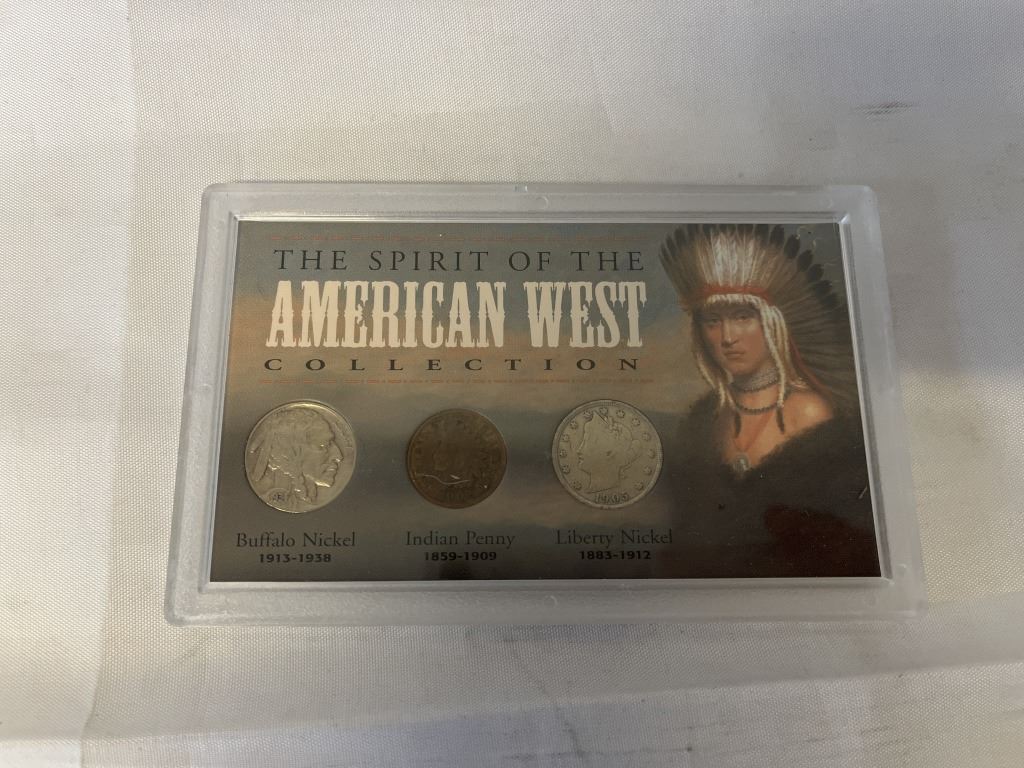 THE SPIRIT OF THE
AMERICAN WEST
COLLECTION
1905
Buffalo Nickel
1913-1938
Indian Penny
1859-1909
Liberty Nickel
1883-1912